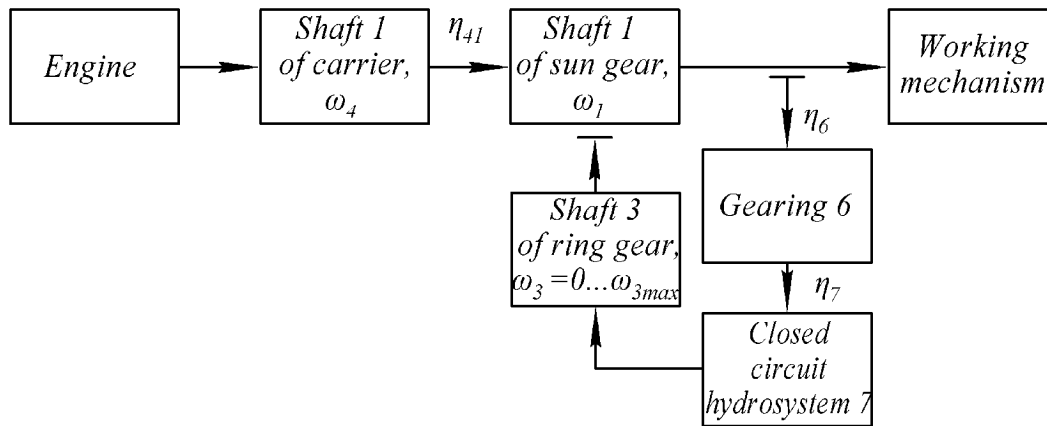 Engine
Shaft 1
of carrier,
ω4
η41
Shaft 1
of sun gear,
ω1
Working
mechanism
η6
Shaft 3
of ring gear,
ω3 =0...ω3max
Gearing 6
η7
Closed
circuit
hydrosystem 7